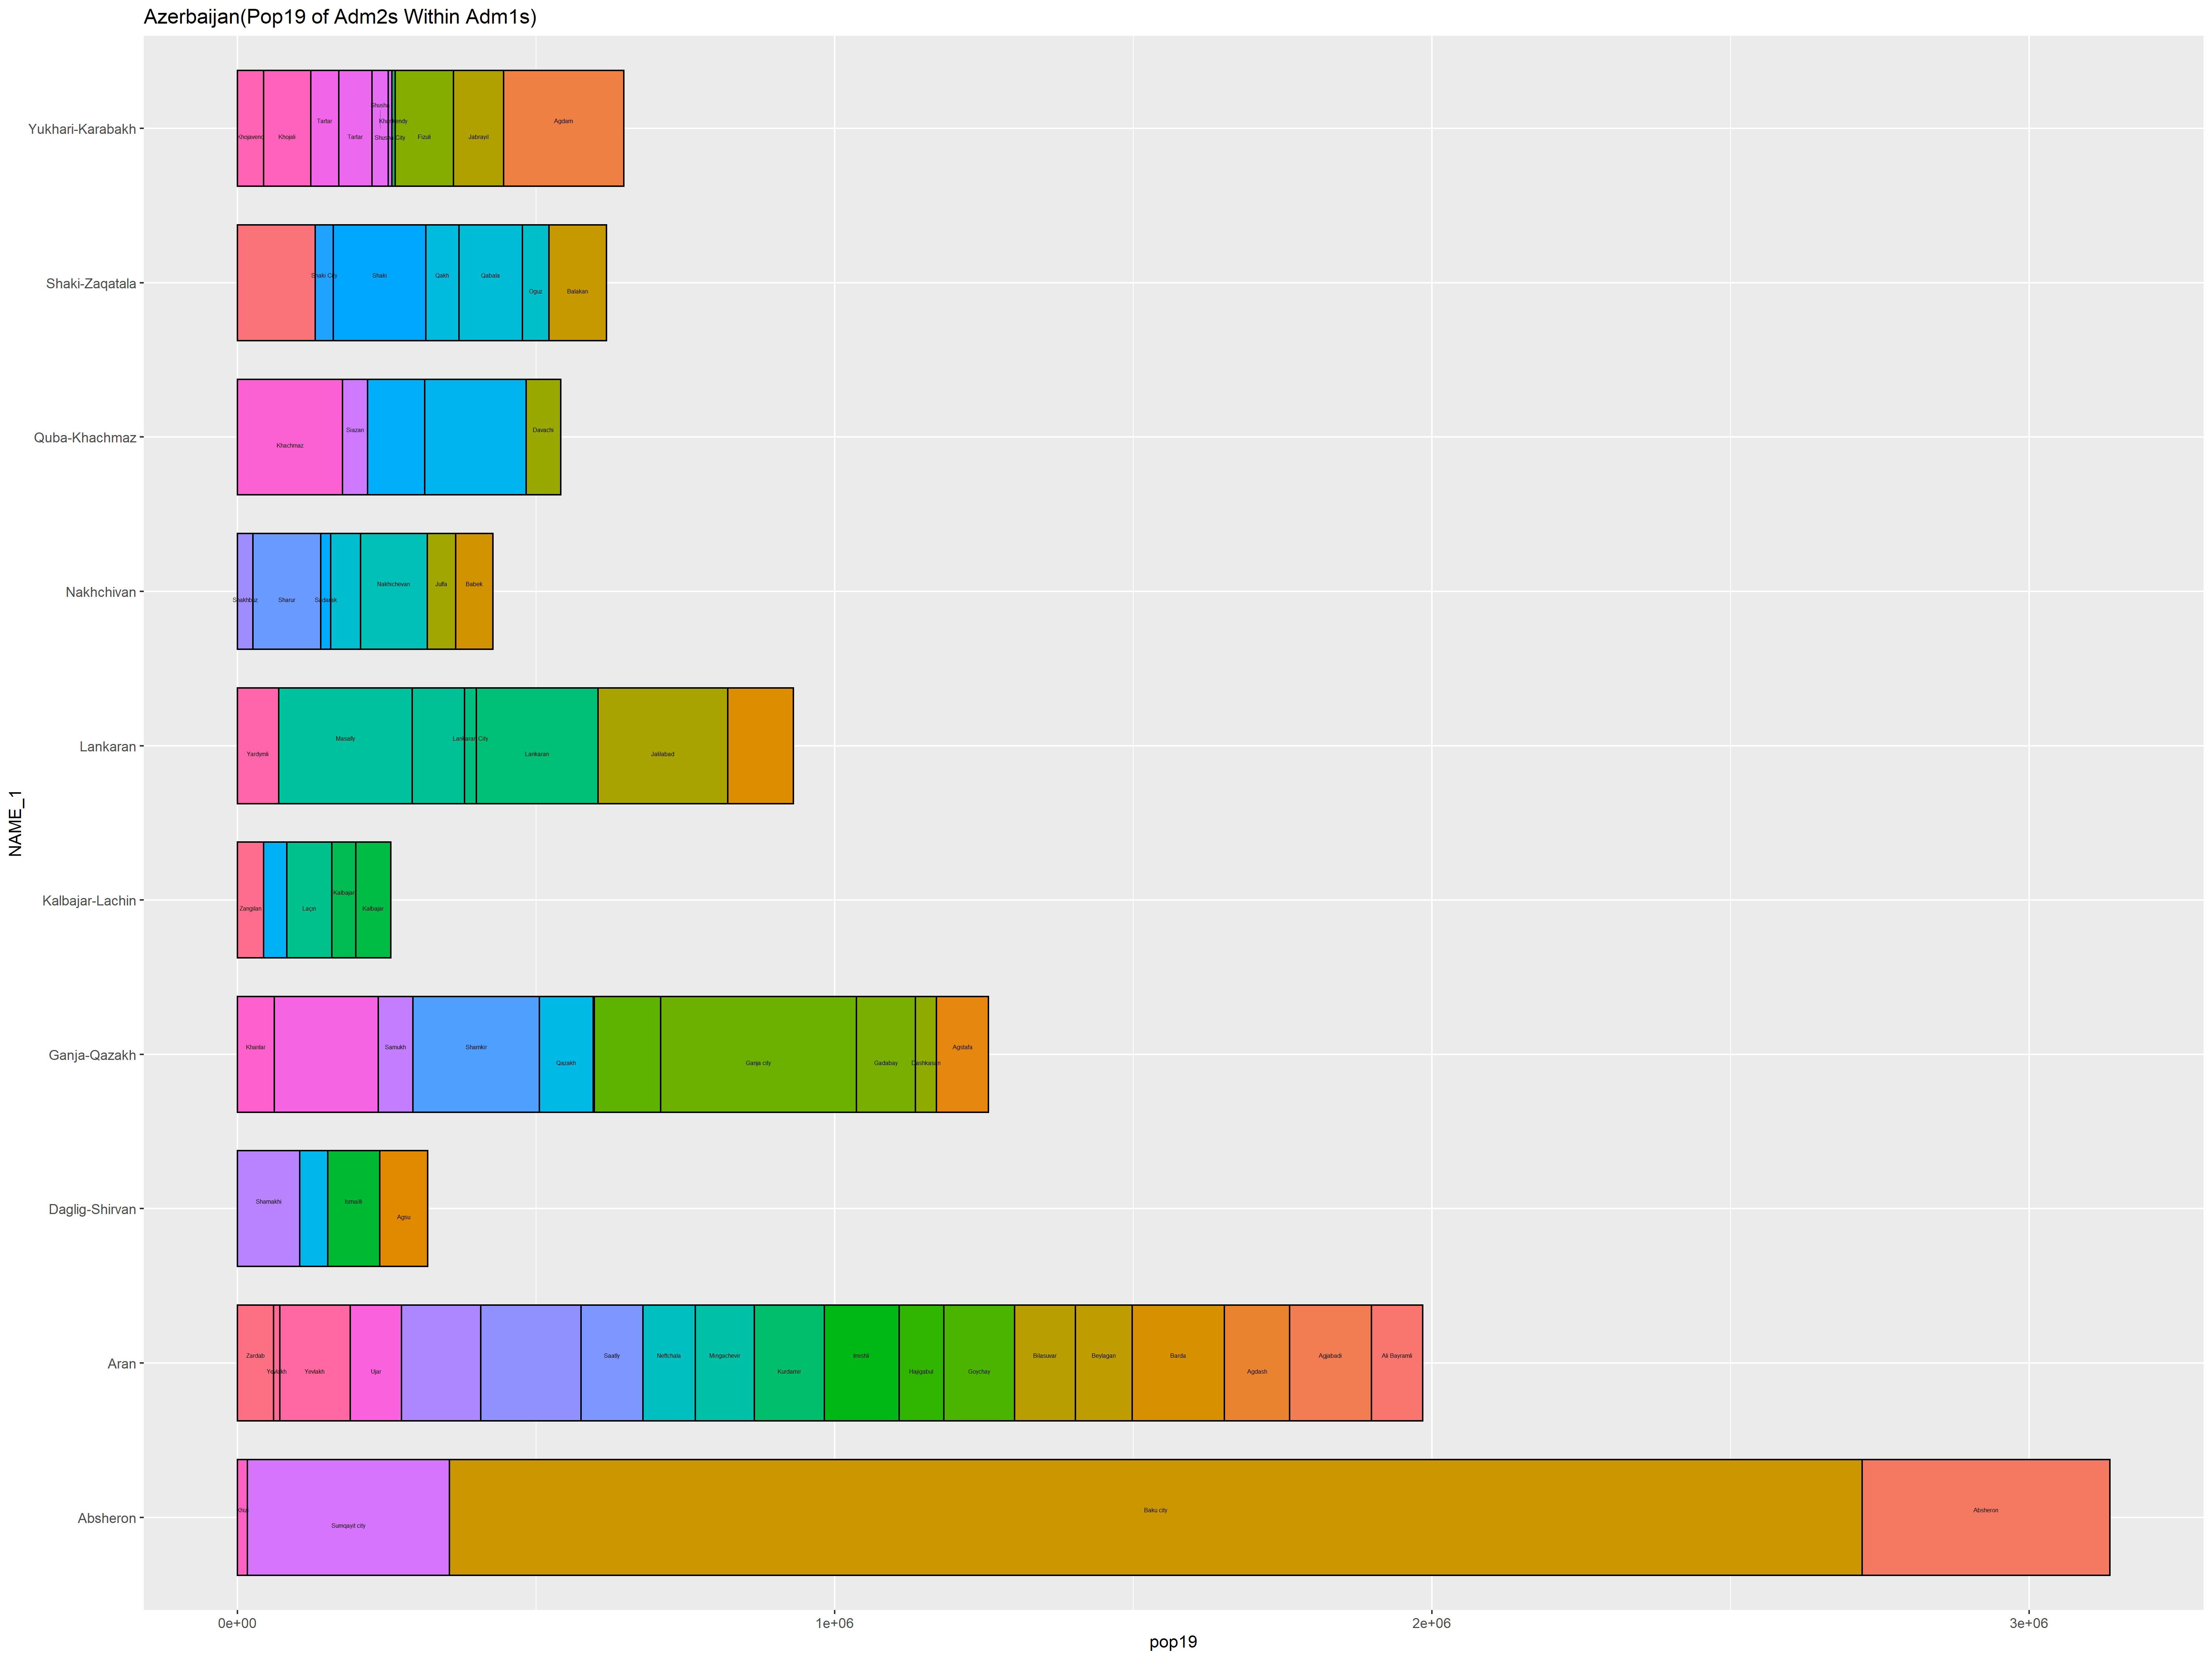 Azerbaijan(Pop19 of Adm2s Within Adm1s)
Yukhari-Karabakh
Khojavend
Khojali
Tartar
Tartar
Shusha
Shusha City
Khankendy
Fizuli
Jabrayil
Agdam
Shaki-Zaqatala
Shaki City
Shaki
Qakh
Qabala
Oguz
Balakan
Quba-Khachmaz
Khachmaz
Siazan
Davachi
Nakhchivan
Shakhbuz
Sharur
Sadarak
Nakhichevan
Julfa
Babek
Lankaran
Yardymli
Masally
Lankaran City
Lankaran
Jalilabad
Kalbajar-Lachin
Zangilan
Laçın
Kalbajar
Kalbajar
Ganja-Qazakh
Khanlar
Samukh
Shamkir
Qazakh
Ganja city
Gadabay
Dashkasan
Agstafa
Daglig-Shirvan
Shamakhi
Ismailli
Agsu
Aran
Zardab
Yevlakh
Yevlakh
Ujar
Saatly
Neftchala
Mingachevir
Kurdamir
Imishli
Hajigabul
Goychay
Bilasuvar
Beylagan
Barda
Agdash
Agjabadi
Ali Bayramli
Absheron
Khizi
Sumqayit city
Baku city
Absheron
NAME_1
0e+00
1e+06
2e+06
3e+06
pop19